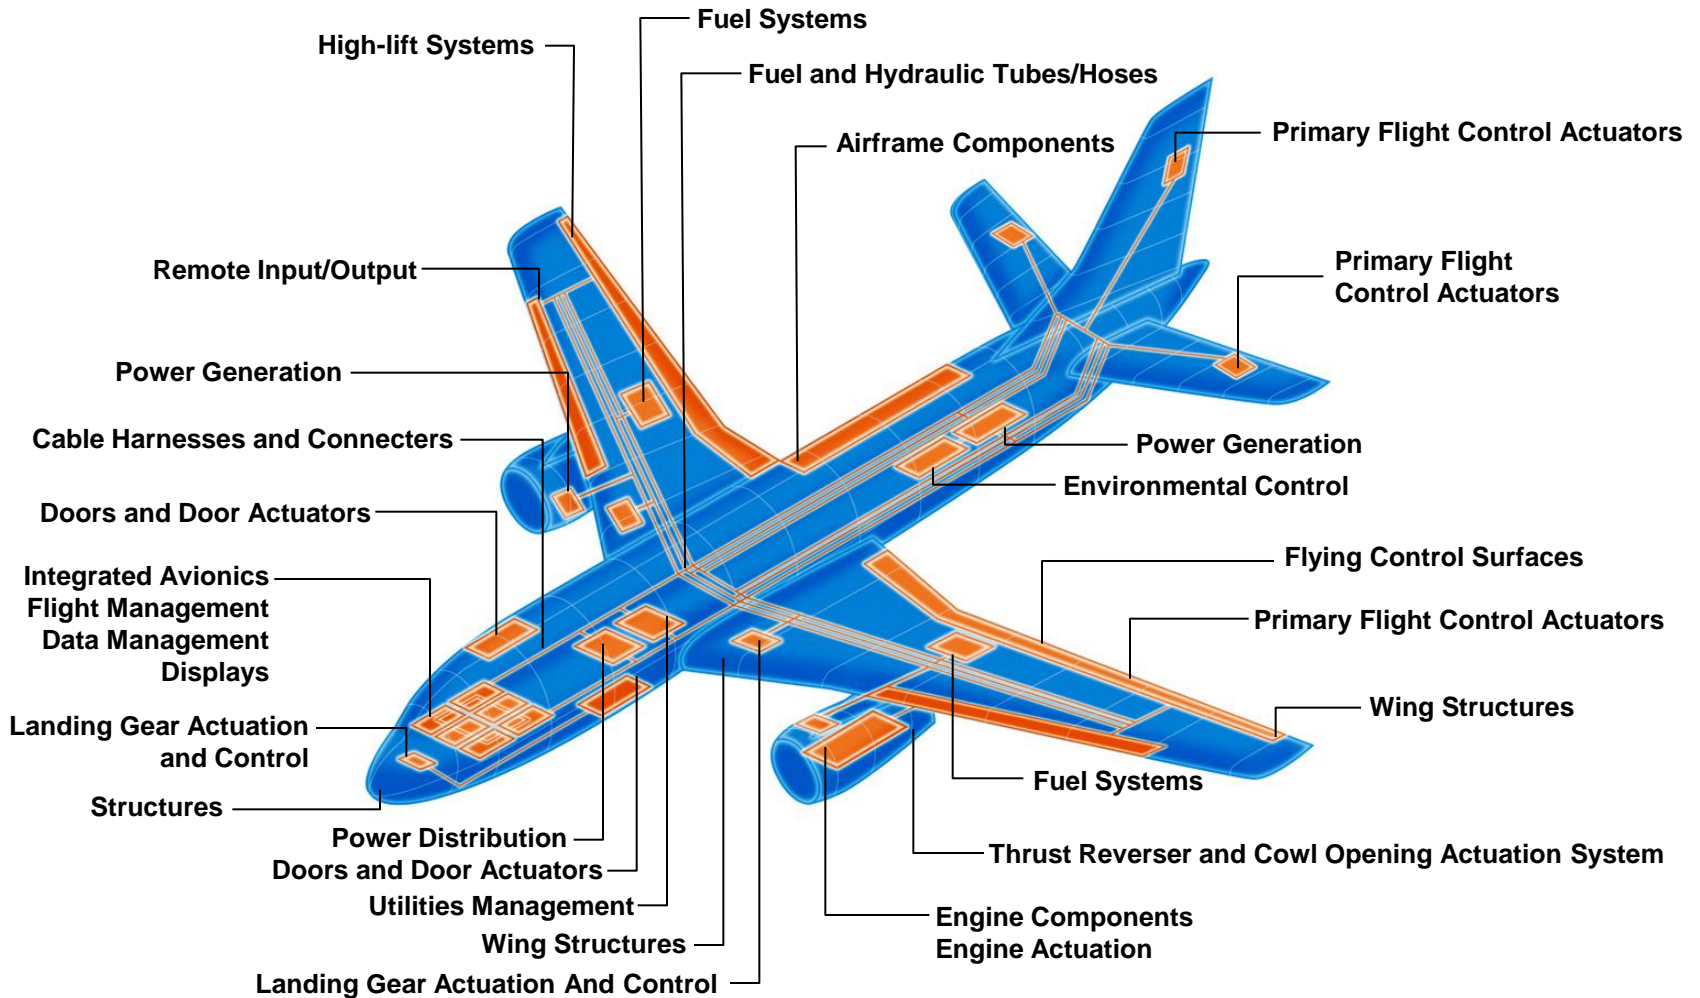 Fuel Systems
High-lift Systems
Fuel and Hydraulic Tubes/Hoses
Airframe Components
Primary Flight Control Actuators
Remote Input/Output
Primary Flight
Control Actuators
Power Generation
Cable Harnesses and Connecters
Power Generation
Environmental Control
Doors and Door Actuators
Flying Control Surfaces
Integrated Avionics
Flight Management
Data Management
Displays
Primary Flight Control Actuators
Wing Structures
Landing Gear Actuation
and Control
Fuel Systems
Structures
Power Distribution
Thrust Reverser and Cowl Opening Actuation System
Doors and Door Actuators
Utilities Management
Engine Components
Engine Actuation
Wing Structures
Landing Gear Actuation And Control